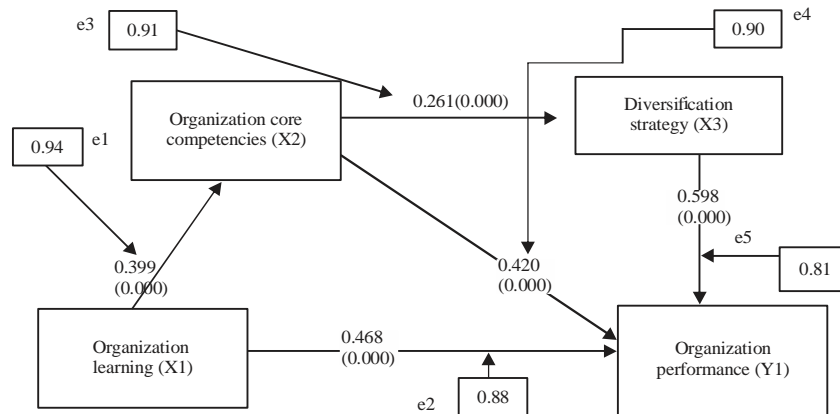 e3
0.91
0.90
e4
Organization core
competencies (X2)
0.261(0.000)
Diversification
strategy (X3)
0.94
e1
0.598
(0.000)
e5
0.81
0.399
(0.000)
0.420
(0.000)
Organization
learning (X1)
0.468
(0.000)
Organization
performance (Y1)
e2
0.88